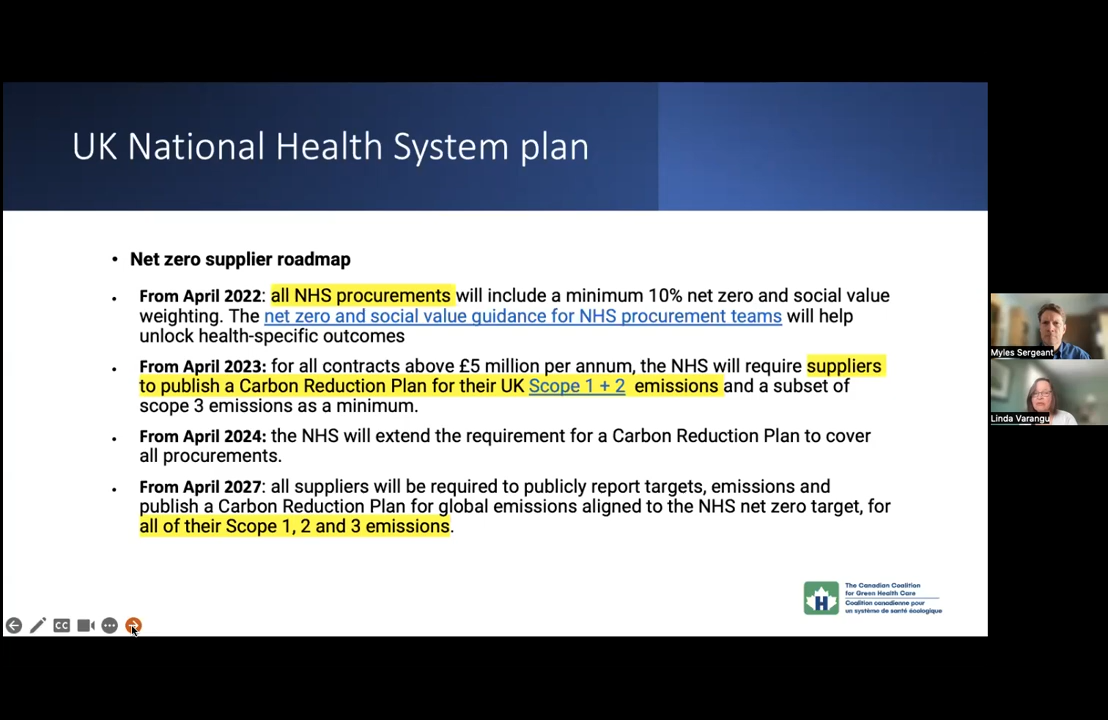 UK National Health System plan
• Net zero supplier roadmap
• From April 2022: all NHS procurements will include a minimum 10% net zero and social value
weighting. The net zero and social value guidance for NHS procurement teams will help
unlock health-specific outcomes
• From April 2023: for all contracts above £5 million per annum, the NHS will require suppliers
to publish a Carbon Reduction Plan for their UK Scope 1 + 2 emissions and a subset of
scope 3 emissions as a minimum.
• From April 2024: the NHS will extend the requirement for a Carbon Reduction Plan to cover
all procurements.
• From April 2027: all suppliers will be required to publicly report targets, emissions and
publish a Carbon Reduction Plan for global emissions aligned to the NHS net zero target, for
all of their Scope 1, 2 and 3 emissions.
H
The Canadian Coalition
for Green Health Care
Coalition canadienne pour
un système de santé écologique
CC
Myles Sergeant
Linda Varangu